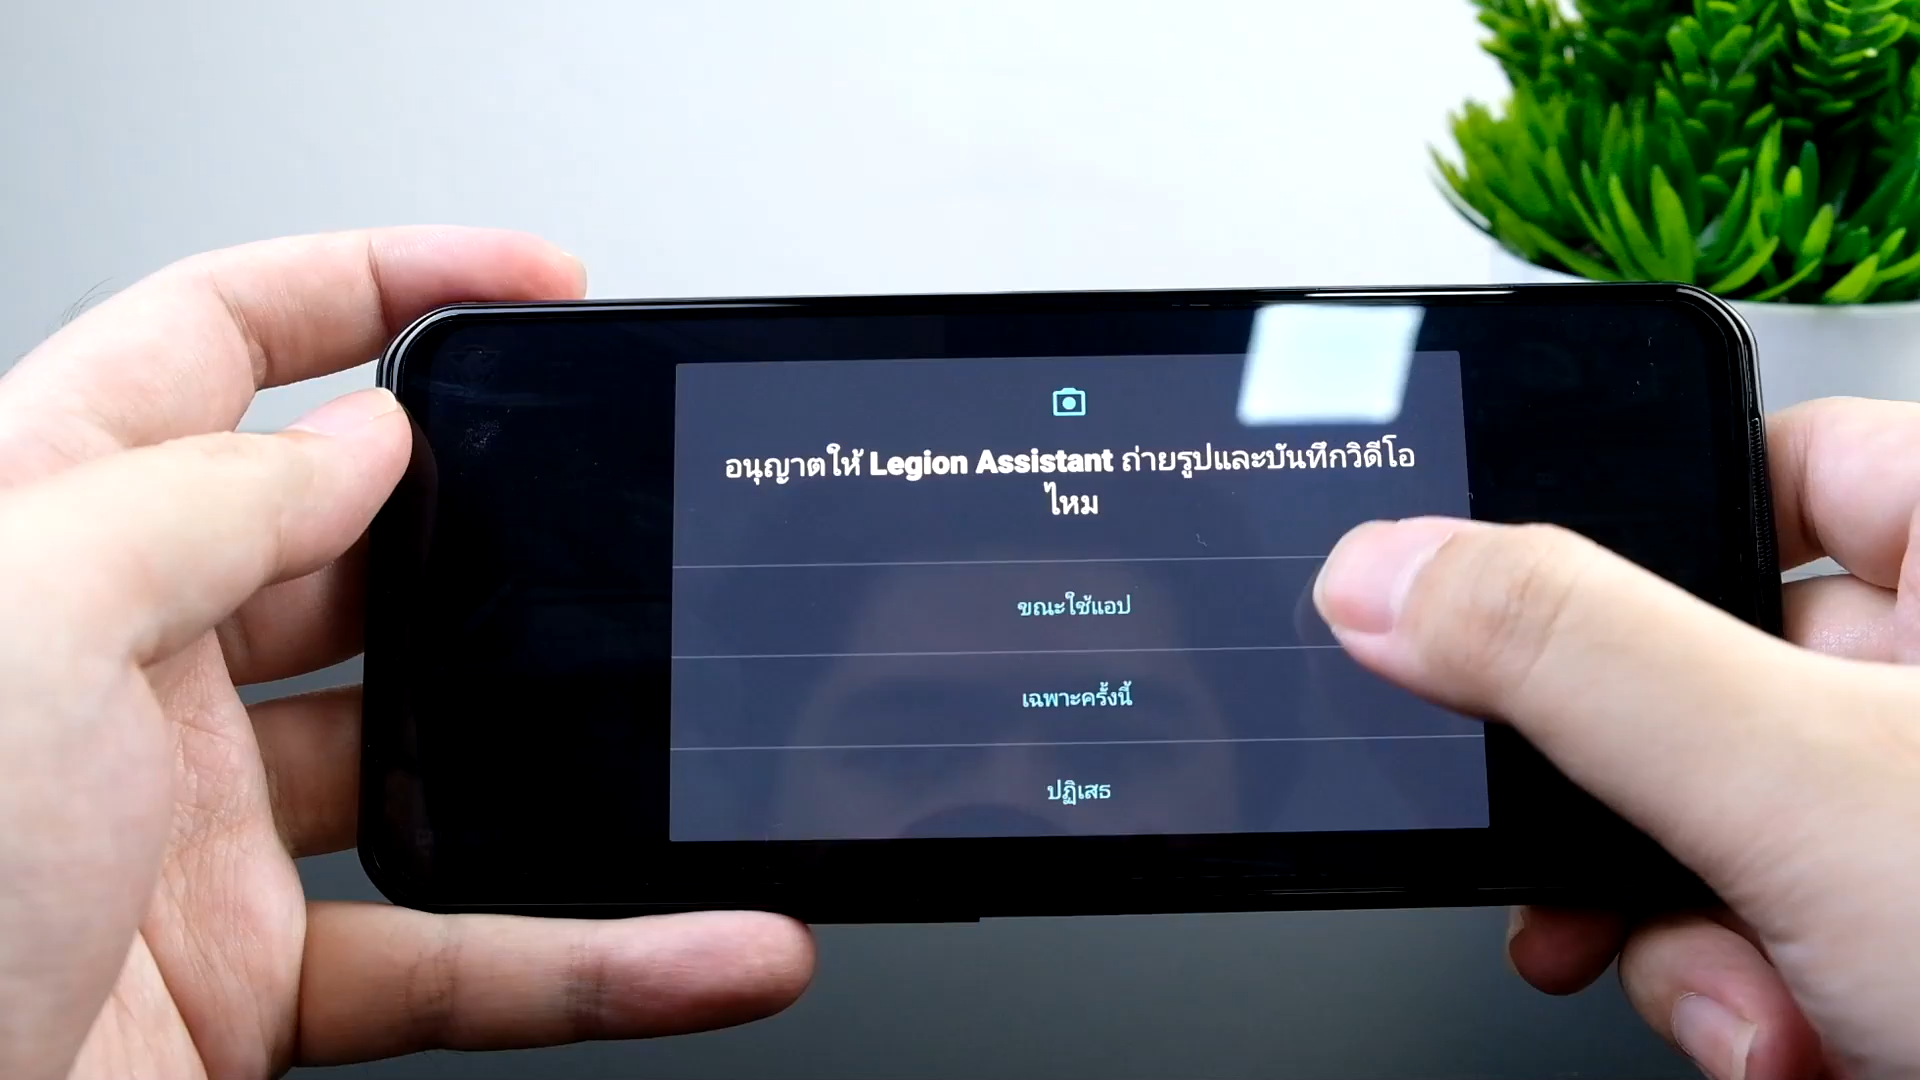 อนุญาตให้ Legion Assistant ถ่ายรูปและบันทึกวิดีโอ
ไหม
ขณะใช้แอป
เฉพาะครั้งนี้
ปฏิเสธ